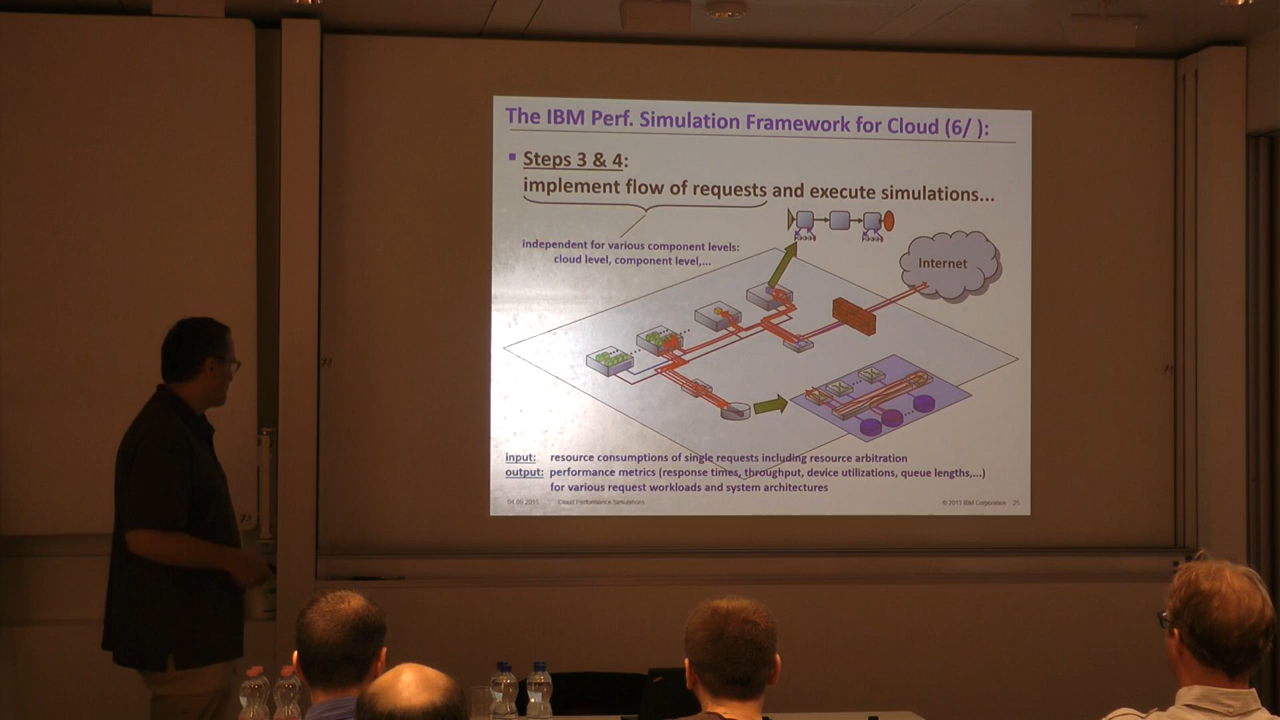 The IBM Perf. Simulation Framework for Cloud (6/ ):
Steps 3 & 4:
implement flow of requests and execute simulations...
Independent for various component levels:
cloud level, component level,...
Internet
input: resource consumptions of single requests including resource arbitration
output: performance metrics (response times, throughput, device utilizations, queue lengths,...)
for various request workloads and system architectures
Cloud Performance Simulations
© 2013 IBM Corporation 25